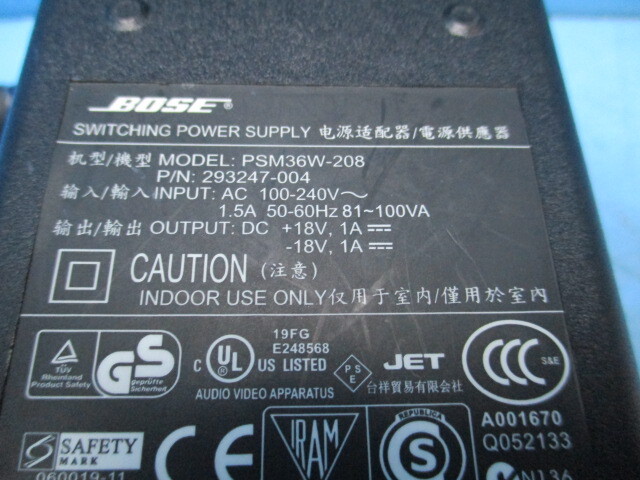 BOSE®
SWITCHING POWER SUPPLY 电源适配器/電源供應器
机型/機型 MODEL: PSM36W-208
P/N: 293247-004
输入/輸入 INPUT: AC 100-240V～
1.5A 50-60Hz 81~100VA
输出/輸出 OUTPUT: DC +18V, 1A ⎓
-18V, 1A ⎓
CAUTION (注意)
INDOOR USE ONLY 仅用于室内/僅用於室內
TÜV
Rheinland
Product Safety
GS
geprüfte
Sicherheit
19FG
E248568
C UL US LISTED
AUDIO VIDEO APPARATUS
PSE
JET
台祥貿易有限公司
CCC S&E
SAFETY
MARK
060019-11
CE
IRAM
REPUBLICA
S
A001670
Q052133
N136